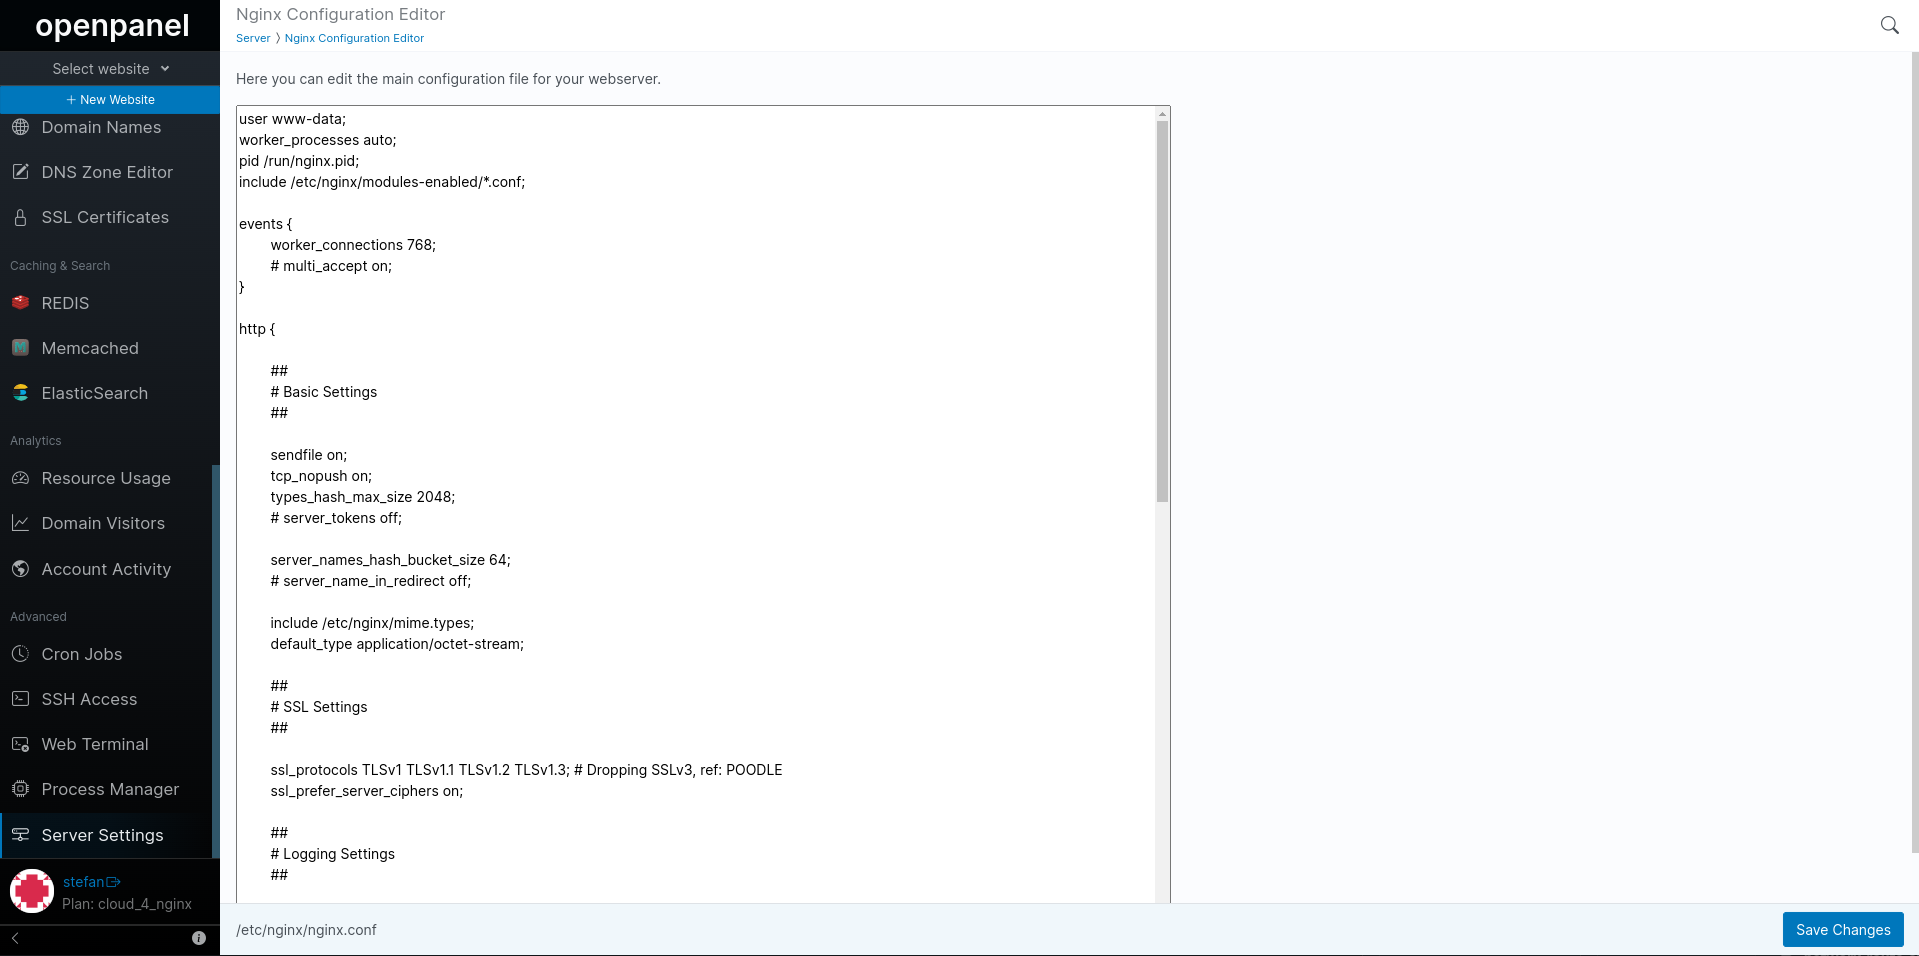 openpanel
Select website
+ New Website
Domain Names
DNS Zone Editor
SSL Certificates
Caching & Search
REDIS
Memcached
ElasticSearch
Analytics
Resource Usage
Domain Visitors
Account Activity
Advanced
Cron Jobs
SSH Access
Web Terminal
Process Manager
Server Settings
stefan
Plan: cloud_4_nginx
Nginx Configuration Editor
Server 〉 Nginx Configuration Editor
Here you can edit the main configuration file for your webserver.
user www-data;
worker_processes auto;
pid /run/nginx.pid;
include /etc/nginx/modules-enabled/*.conf;
events {
worker_connections 768;
# multi_accept on;
}
http {
##
# Basic Settings
##
sendfile on;
tcp_nopush on;
types_hash_max_size 2048;
# server_tokens off;
server_names_hash_bucket_size 64;
# server_name_in_redirect off;
include /etc/nginx/mime.types;
default_type application/octet-stream;
##
# SSL Settings
##
ssl_protocols TLSv1 TLSv1.1 TLSv1.2 TLSv1.3; # Dropping SSLv3, ref: POODLE
ssl_prefer_server_ciphers on;
##
# Logging Settings
##
/etc/nginx/nginx.conf
Save Changes